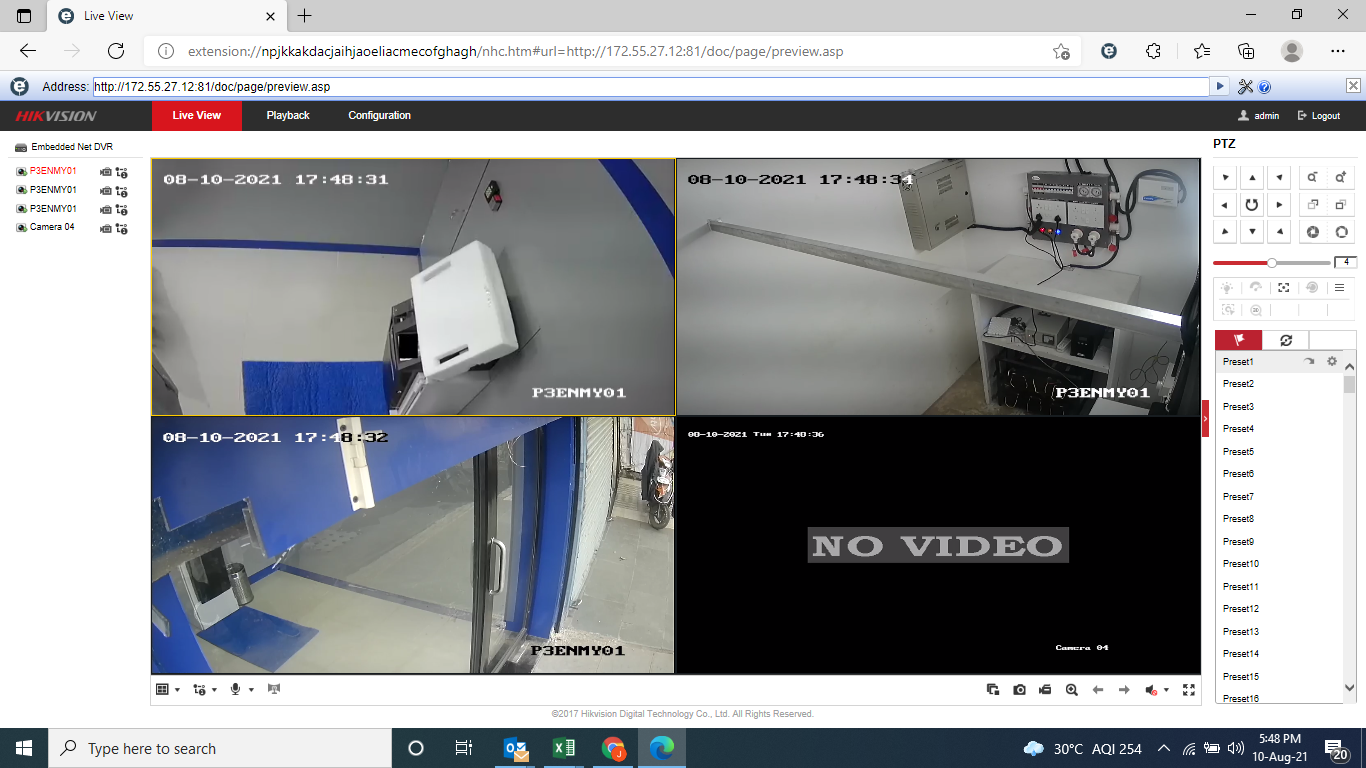 Live View
extension://npjkkakdacjaihjaoeliacmecofghagh/nhc.htm#url=http://172.55.27.12:81/doc/page/preview.asp
Address: http://172.55.27.12:81/doc/page/preview.asp
HIKVISION
Live View
Playback
Configuration
admin
Logout
Embedded Net DVR
P3ENMY01
P3ENMY01
P3ENMY01
Camera 04
08-10-2021 17:48:31
P3ENMY01
08-10-2021 17:48:34
P3ENMY01
08-10-2021 17:48:32
P3ENMY01
08-10-2021 Tue 17:48:36
NO VIDEO
Camera 04
PTZ
4
Preset1
Preset2
Preset3
Preset4
Preset5
Preset6
Preset7
Preset8
Preset9
Preset10
Preset11
Preset12
Preset13
Preset14
Preset15
Preset16
©2017 Hikvision Digital Technology Co., Ltd. All Rights Reserved.
Type here to search
30°C AQI 254
5:48 PM
10-Aug-21
20